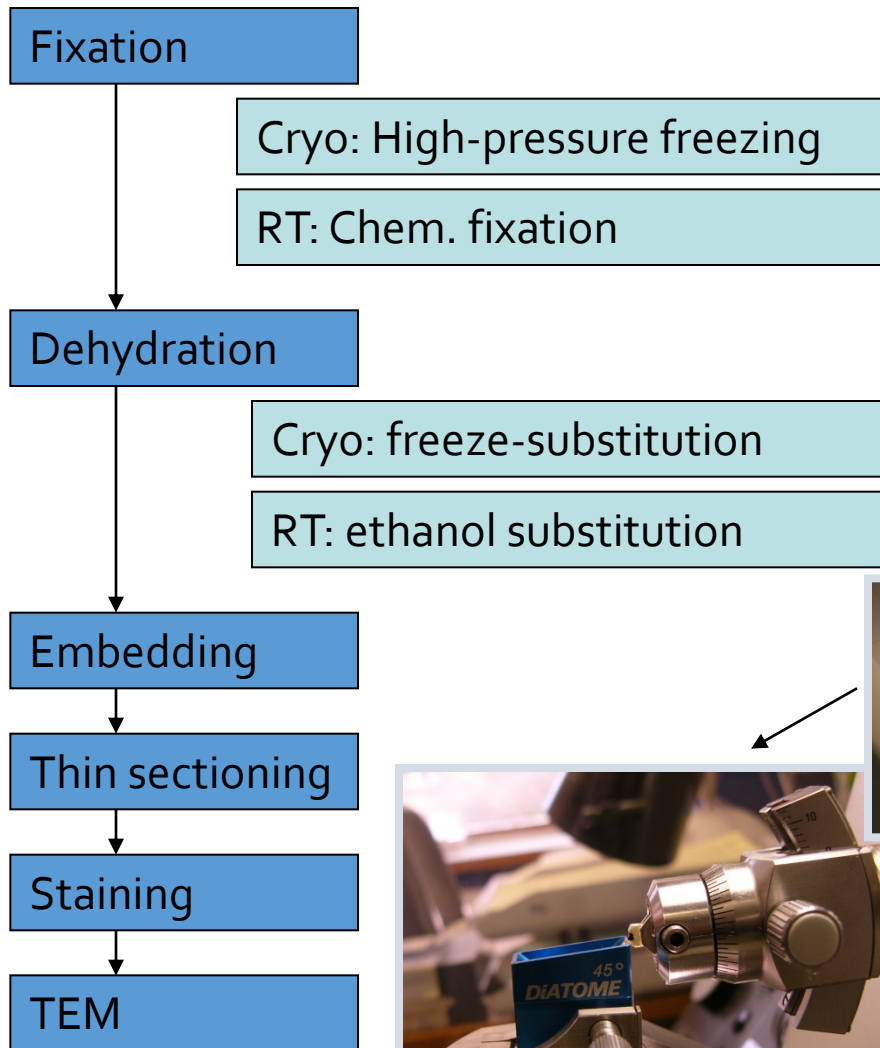 Fixation
Cryo: High-pressure freezing
RT: Chem. fixation
Dehydration
Cryo: freeze-substitution
RT: ethanol substitution
Embedding
Thin sectioning
10
Staining
45°
DiATOME
TEM